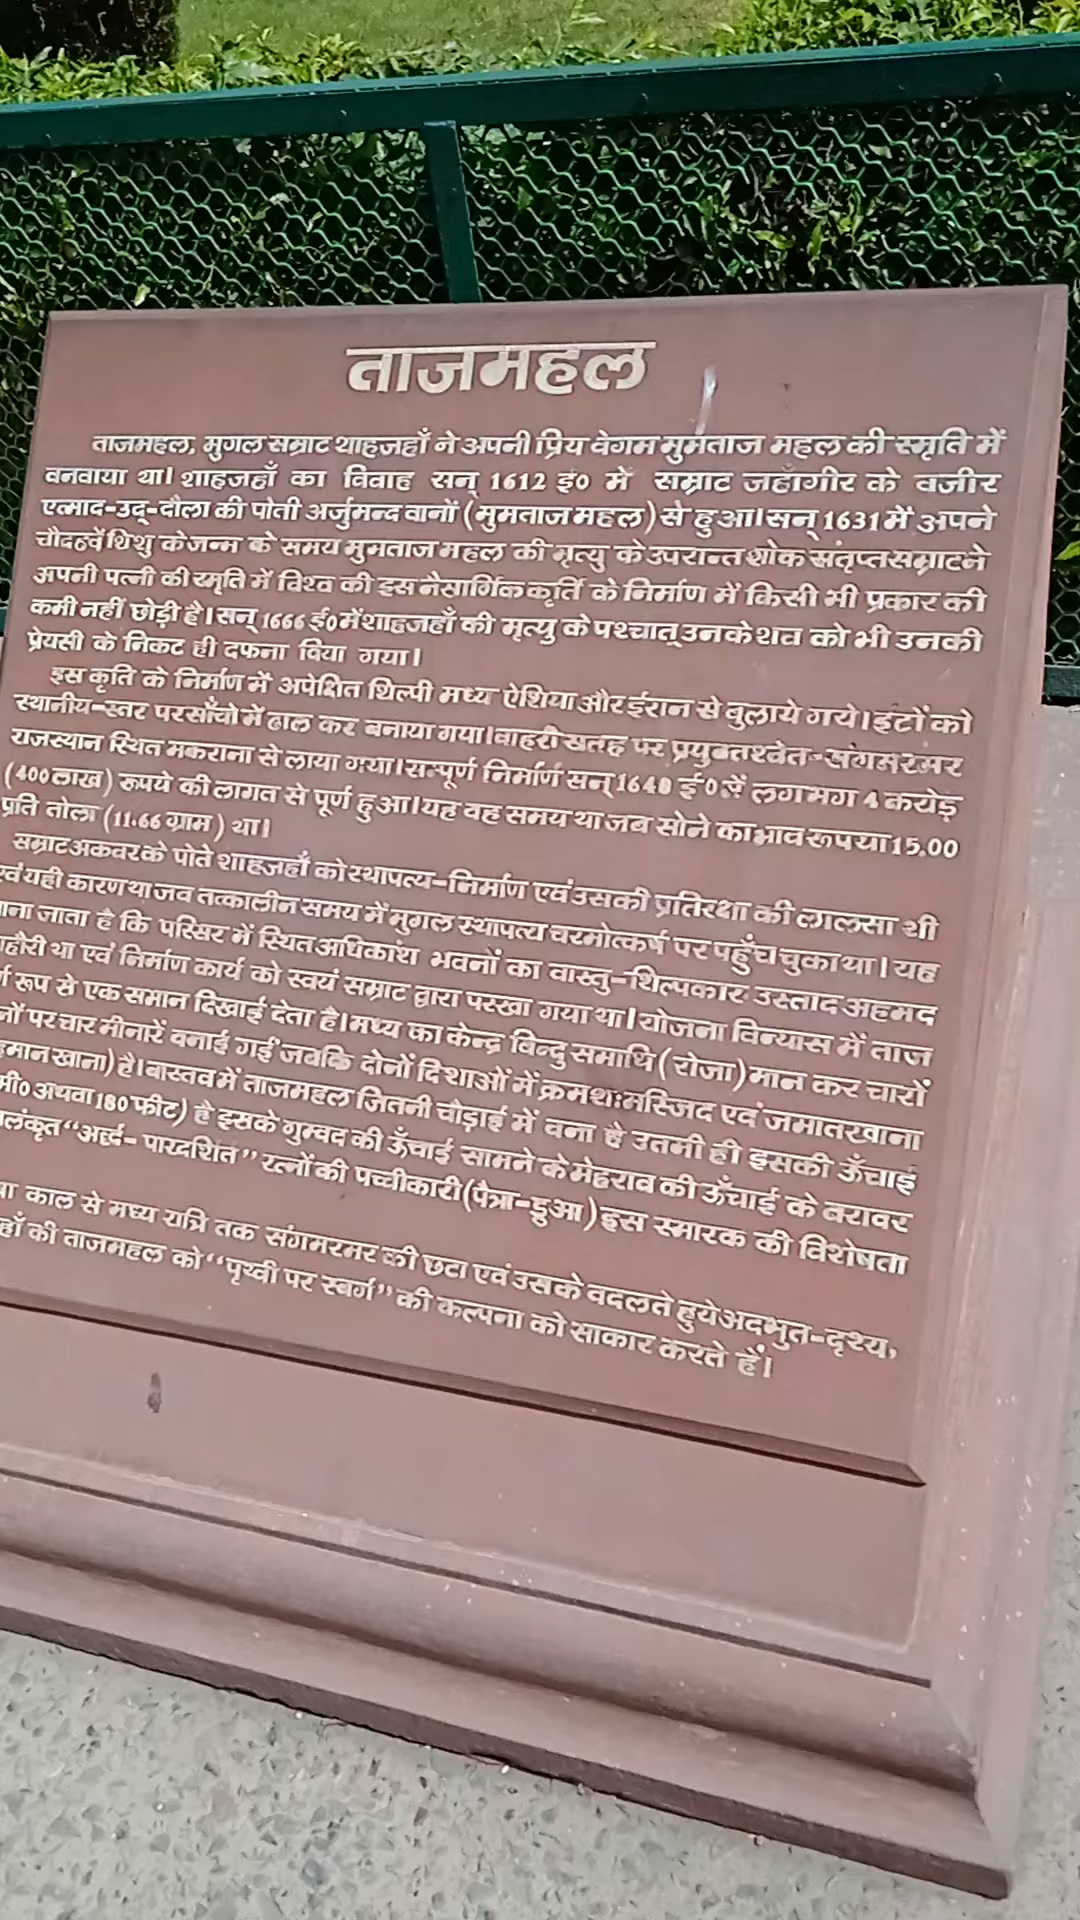 ताजमहल
ताजमहल, मुगल सम्राट शाहजहाँ ने अपनी प्रिय बेगम मुमताज महल की स्मृति में
बनवाया था। शाहजहाँ का विवाह सन् 1612 ई० में सम्राट जहाँगीर के वजीर
एत्माद-उद्-दौला की पोती अर्जुमन्द वानों (मुमताज महल) से हुआ। सन् 1631 में अपने
चौदहवें शिशु के जन्म के समय मुमताज महल की मृत्यु के उपरान्त शोक संतृप्त सम्राट ने
अपनी पत्नी की स्मृति में विश्व की इस नैसार्गिक कृर्ति के निर्माण में किसी भी प्रकार की
कमी नहीं छोड़ी है। सन् 1666 ई० में शाहजहाँ की मृत्यु के पश्चात् उनके शव को भी उनकी
प्रेयसी के निकट ही दफना दिया गया।
इस कृति के निर्माण में अपेक्षित शिल्पी मध्य ऐशिया और ईरान से बुलाये गये। इंटों को
स्थानीय-स्तर पर साँचो में ढाल कर बनाया गया। वाहरी सतह पर प्रयुक्त श्वेत-संगमरमर
राजस्थान स्थित मकराना से लाया गया। सम्पूर्ण निर्माण सन् 1648 ई० में लगभग 4 करोड़
(400 लाख) रूपये की लागत से पूर्ण हुआ। यह वह समय था जब सोने का भाव रूपया 15.00
प्रति तोला (11.66 ग्राम) था।
सम्राट अकबर के पोते शाहजहाँ को स्थापत्य-निर्माण एवं उसकी प्रतिरक्षा की लालसा थी
एवं यही कारण था जव तत्कालीन समय में मुगल स्थापत्य चरमोत्कर्ष पर पहुँच चुका था। यह
जाता है कि परिसर में स्थित अधिकांश भवनों का वास्तु-शिल्पकार उस्ताद अहमद
था एवं निर्माण कार्य को स्वयं सम्राट द्वारा परखा गया था। योजना विन्यास में ताज
रूप से एक समान दिखाई देता है। मध्य का केन्द्र विन्दु समाधि (रोजा) मान कर चारों
पर चार मीनारें वनाई गई जबकि दोनों दिशाओं में क्रमशः मस्जिद एवं जमातखाना
खाना) है। वास्तव में ताजमहल जितनी चौड़ाई में वना है उतनी ही इसकी ऊँचाई
मी० अथवा 180 फीट) है इसके गुम्वद की ऊँचाई सामने के मेहराव की ऊँचाई के वरावर
"अर्द्ध-पारदर्शित" रत्नों की पच्चीकारी (पैत्रा-ड्रुआ) इस स्मारक की विशेषता
काल से मध्य रात्रि तक संगमरमर की छटा एवं उसके वदलते हुये अदभुत-दृश्य,
की ताजमहल को "पृथ्वी पर स्वर्ग" की कल्पना को साकार करते हैं।